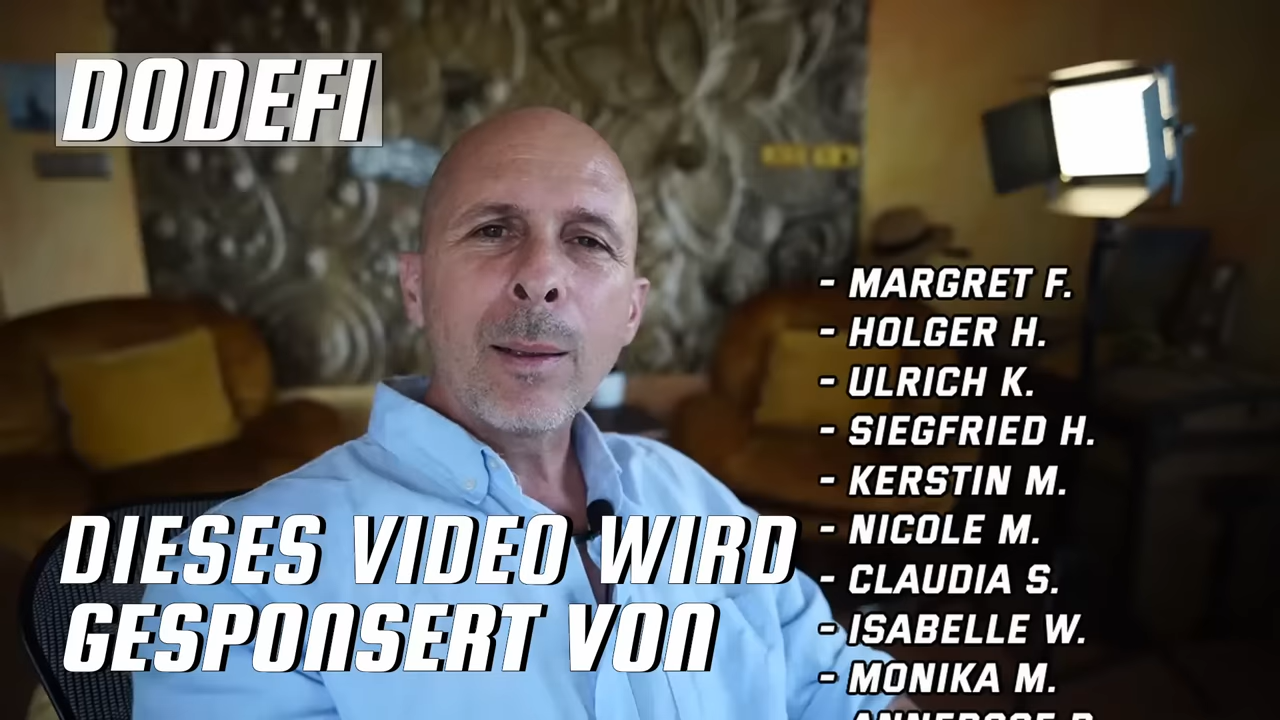 DODEFI
DIESES VIDEO WIRD
GESPONSERT VON
- MARGRET F.
- HOLGER H.
- ULRICH K.
- SIEGFRIED H.
- KERSTIN M.
- NICOLE M.
- CLAUDIA S.
- ISABELLE W.
- MONIKA M.